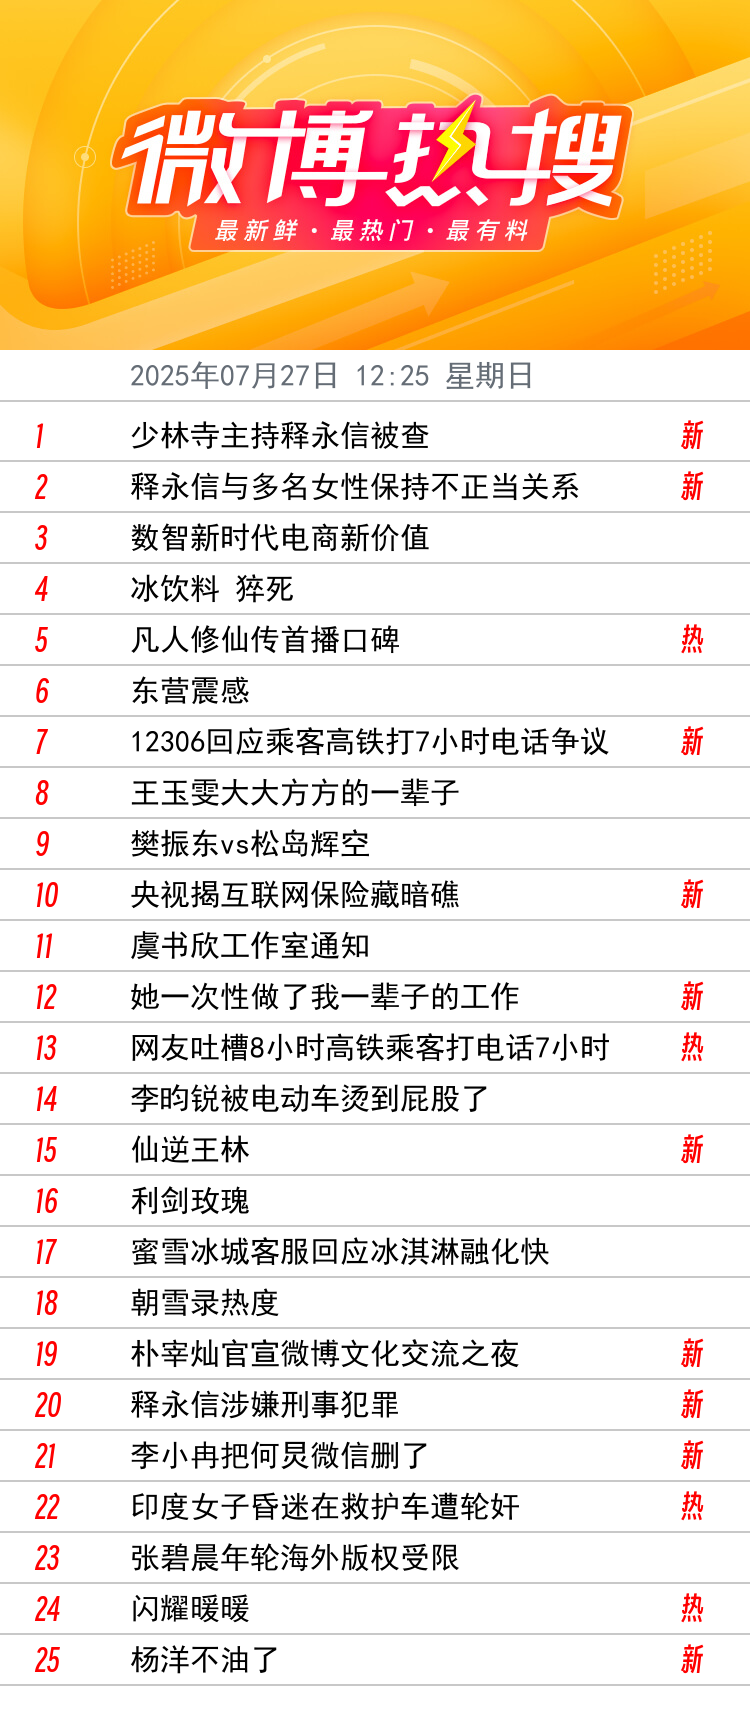 微博热搜
最新鲜·最热门·最有料
2025年07月27日 12:25 星期日
1 少林寺主持释永信被查 新
2 释永信与多名女性保持不正当关系 新
3 数智新时代电商新价值
4 冰饮料 猝死
5 凡人修仙传首播口碑 热
6 东营震感
7 12306回应乘客高铁打7小时电话争议 新
8 王玉雯大大方方的一辈子
9 樊振东vs松岛辉空
10 央视揭互联网保险藏暗礁 新
11 虞书欣工作室通知
12 她一次性做了我一辈子的工作 新
13 网友吐槽8小时高铁乘客打电话7小时 热
14 李昀锐被电动车烫到屁股了
15 仙逆王林 新
16 利剑玫瑰
17 蜜雪冰城客服回应冰淇淋融化快
18 朝雪录热度
19 朴宰灿官宣微博文化交流之夜 新
20 释永信涉嫌刑事犯罪 新
21 李小冉把何炅微信删了 新
22 印度女子昏迷在救护车遭轮奸 热
23 张碧晨年轮海外版权受限
24 闪耀暖暖 热
25 杨洋不油了 新